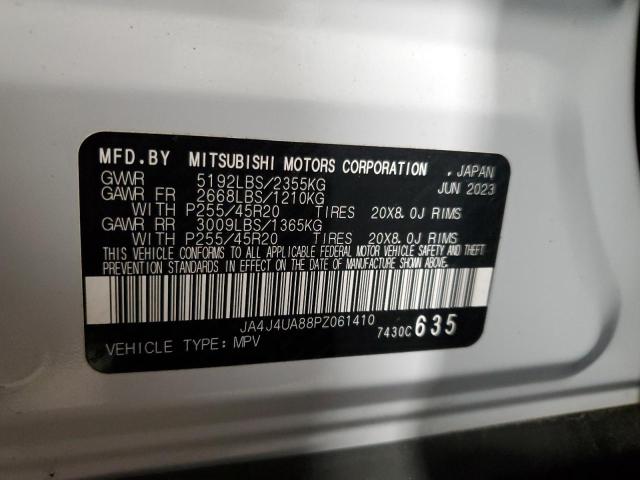 MFD.BY MITSUBISHI MOTORS CORPORATION , JAPAN
GVWR 5192LBS/2355KG JUN 2023
GAWR FR 2668LBS/1210KG
WITH P255/45R20 TIRES 20X8.0J RIMS
GAWR RR 3009LBS/1365KG
WITH P255/45R20 TIRES 20X8.0J RIMS
THIS VEHICLE CONFORMS TO ALL APPLICABLE FEDERAL MOTOR VEHICLE SAFETY AND THEFT
PREVENTION STANDARDS IN EFFECT ON THE DATE OF MANUFACTURE SHOWN ABOVE.
JA4J4UA88PZ061410
7430C 635
VEHICLE TYPE: MPV